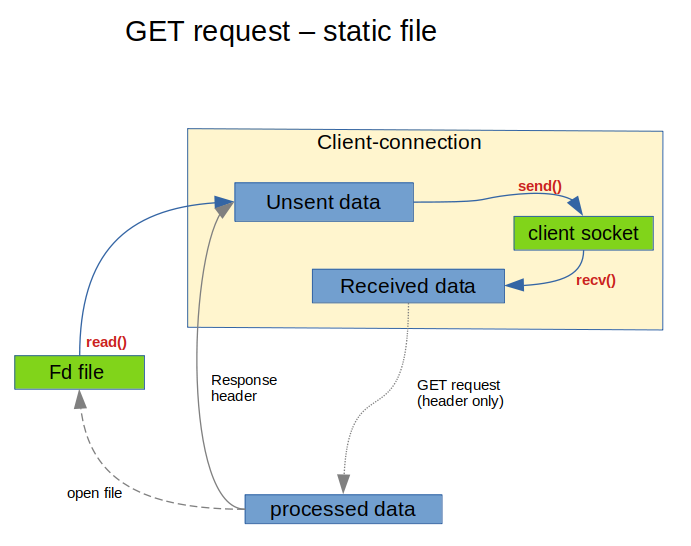 GET request – static file
Client-connection
Unsent data
send()
client socket
Received data
recv()
read()
Fd file
Response
header
GET request
(header only)
open file
processed data